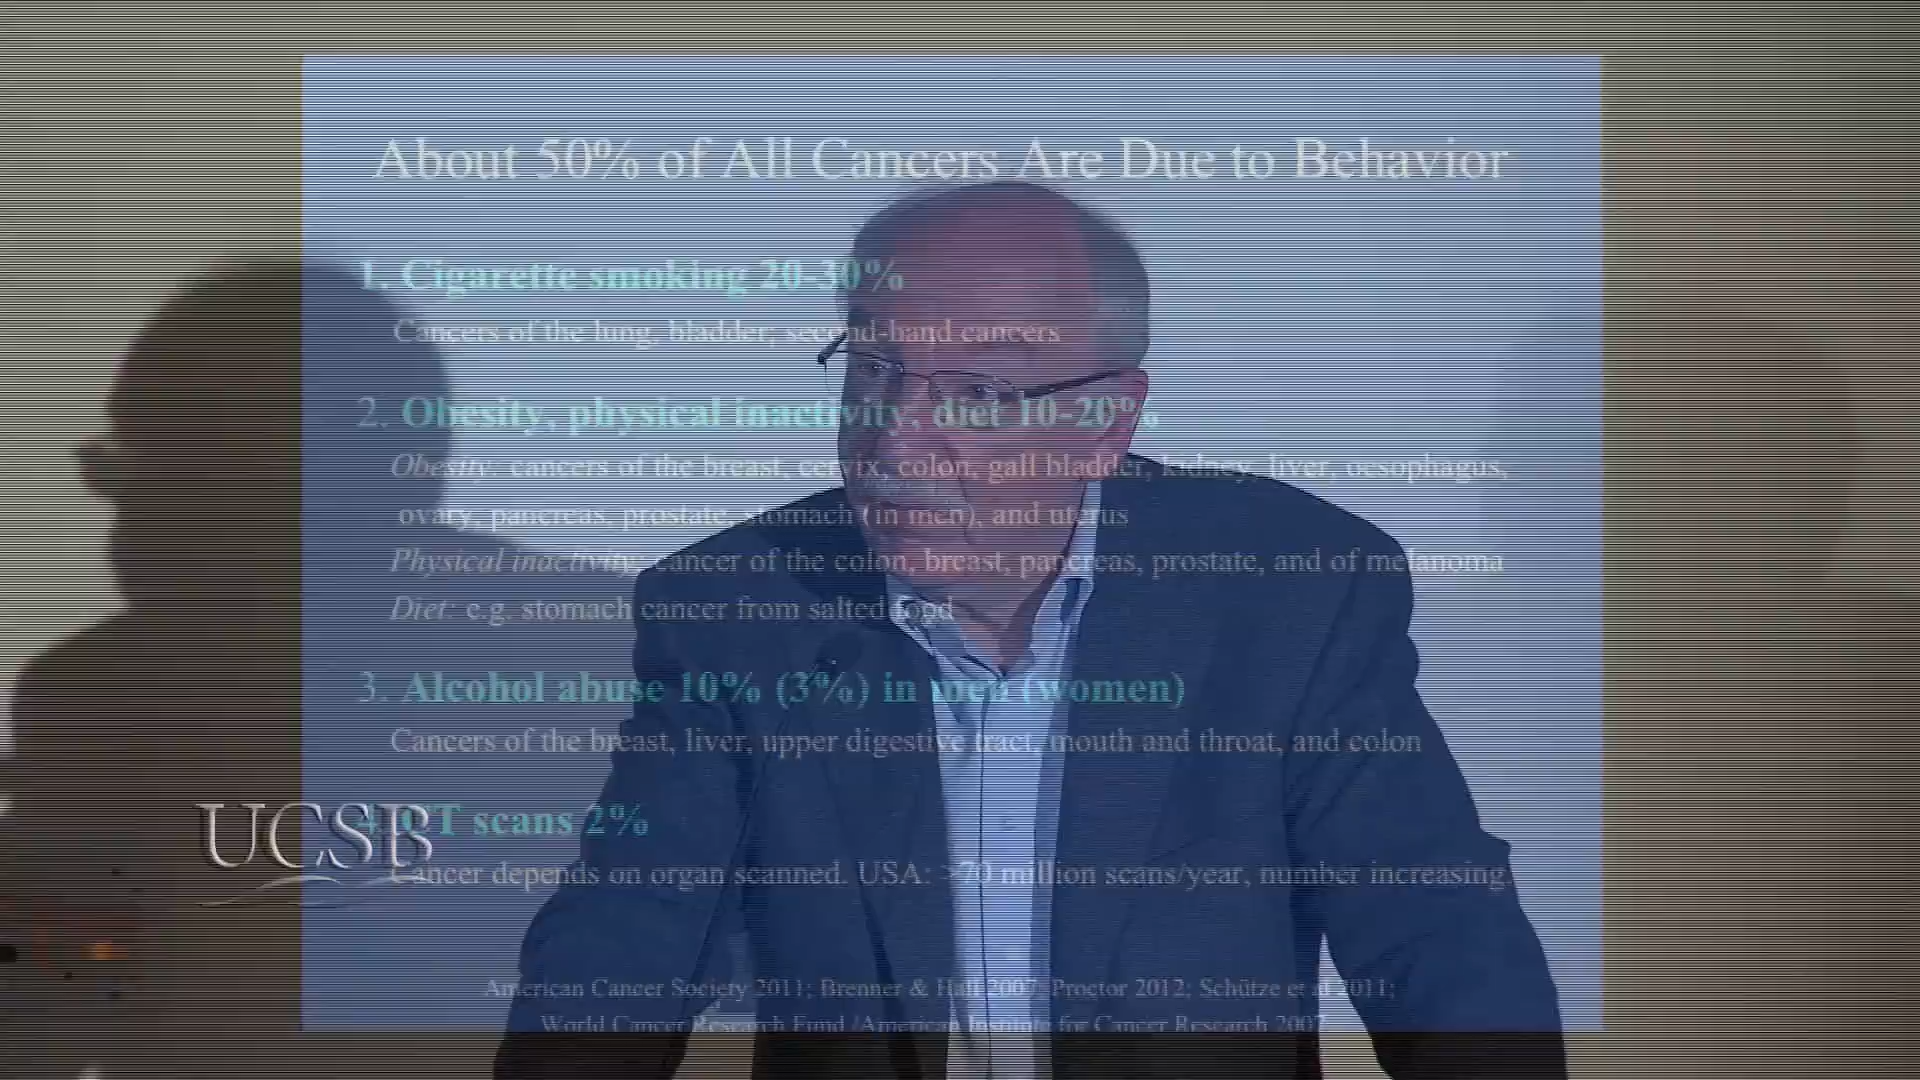 About 50% of All Cancers Are Due to Behavior
1. Cigarette smoking 20-30%
Cancers of the lung, bladder; second-hand cancers
2. Obesity, physical inactivity, diet 10-20%
Obesity: cancers of the breast, cervix, colon, gall bladder, kidney, liver, oesophagus,
ovary, pancreas, prostate, stomach (in men), and uterus
Physical inactivity: cancer of the colon, breast, pancreas, prostate, and of melanoma
Diet: e.g. stomach cancer from salted food
3. Alcohol abuse 10% (3%) in men (women)
Cancers of the breast, liver, upper digestive tract, mouth and throat, and colon
4. CT scans 2%
UCSB
Cancer depends on organ scanned. USA: >70 million scans/year, number increasing.
American Cancer Society 2011; Brenner & Hall 2007; Proctor 2012; Schütze et al 2011;
World Cancer Research Fund /American Institute for Cancer Research 2007